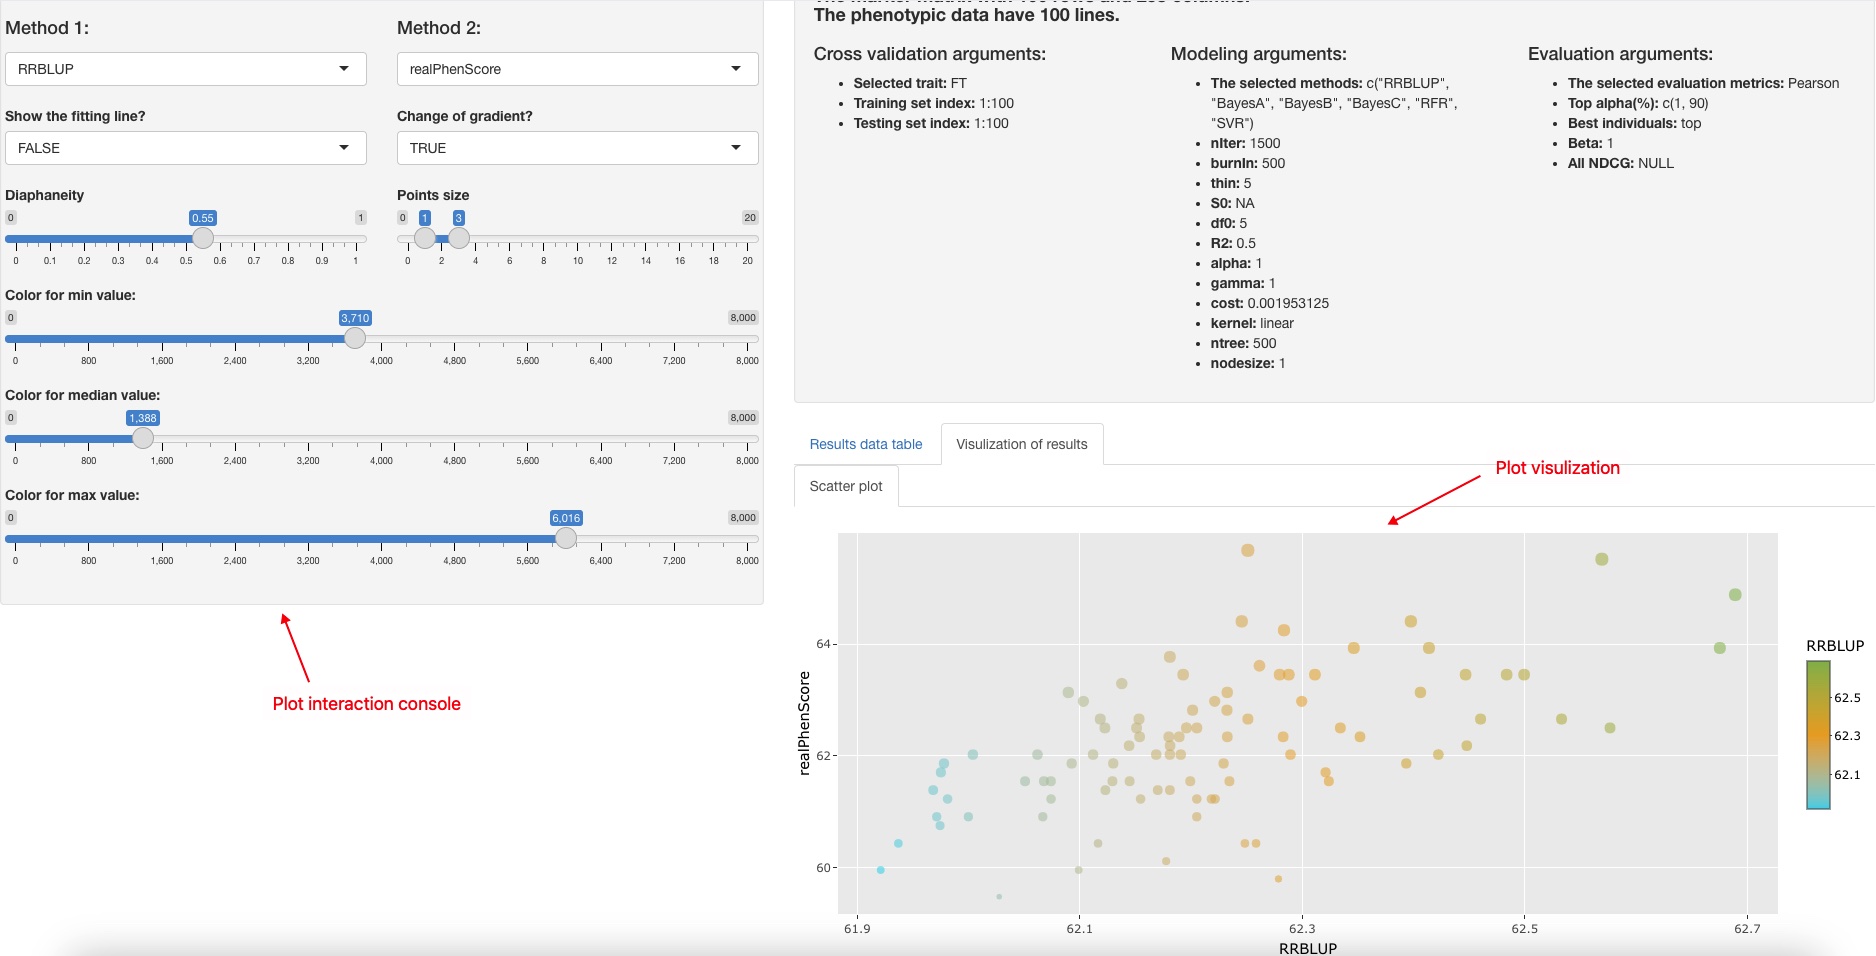 Method 1:
Method 2:
RRBLUP
realPhenScore
Show the fitting line?
Change of gradient?
FALSE
TRUE
Diaphaneity
Points size
0 0.55 1
0 1 3 20
0 0.1 0.2 0.3 0.4 0.5 0.6 0.7 0.8 0.9 1
0 2 4 6 8 10 12 14 16 18 20
Color for min value:
0 3,710 8,000
0 800 1,600 2,400 3,200 4,000 4,800 5,600 6,400 7,200 8,000
Color for median value:
0 1,388 8,000
0 800 1,600 2,400 3,200 4,000 4,800 5,600 6,400 7,200 8,000
Color for max value:
0 6,016 8,000
0 800 1,600 2,400 3,200 4,000 4,800 5,600 6,400 7,200 8,000
Plot interaction console
The phenotypic data have 100 lines.
Cross validation arguments:
Selected trait: FT
Training set index: 1:100
Testing set index: 1:100
Modeling arguments:
The selected methods: c("RRBLUP",
"BayesA", "BayesB", "BayesC", "RFR",
"SVR")
nIter: 1500
burnIn: 500
thin: 5
S0: NA
df0: 5
R2: 0.5
alpha: 1
gamma: 1
cost: 0.001953125
kernel: linear
ntree: 500
nodesize: 1
Evaluation arguments:
The selected evaluation metrics: Pearson
Top alpha(%): c(1, 90)
Best individuals: top
Beta: 1
All NDCG: NULL
Results data table
Visulization of results
Plot visulization
Scatter plot
realPhenScore
64
62
60
61.9 62.1 62.3 62.5 62.7
RRBLUP
RRBLUP
62.5
62.3
62.1